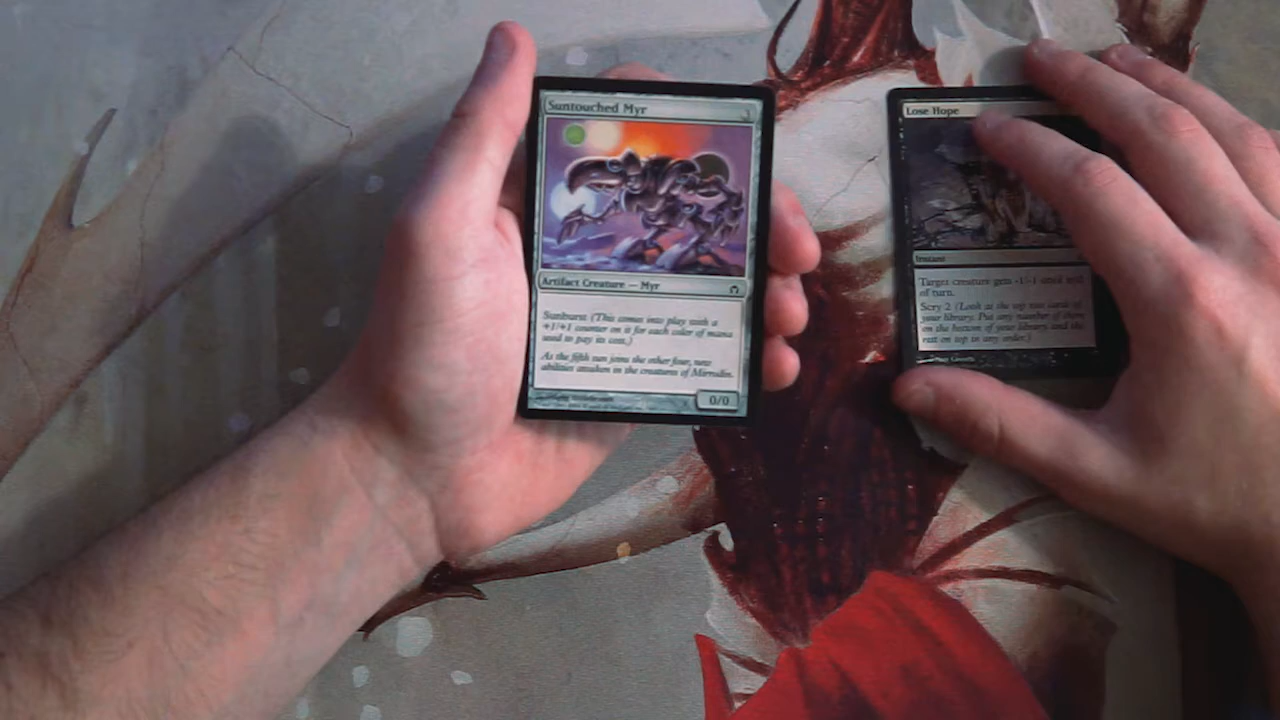 Suntouched Myr
3
Artifact Creature — Myr
Sunburst (This comes into play with a
+1/+1 counter on it for each color of mana
used to pay its cost.)
As the fifth sun joins the other four, new
abilities awaken in the creatures of Mirrodin.
0/0
Lose Hope
Instant
Target creature gets -1/-1 until end
of turn.
Scry 2 (Look at the top two cards of
your library. Put any number of them
on the bottom of your library and the
rest on top in any order.)